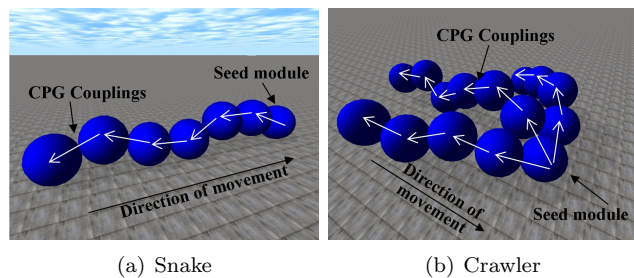 CPG Couplings
Seed module
Direction of movement
(a) Snake
CPG Couplings
Direction of
movement
Seed module
(b) Crawler